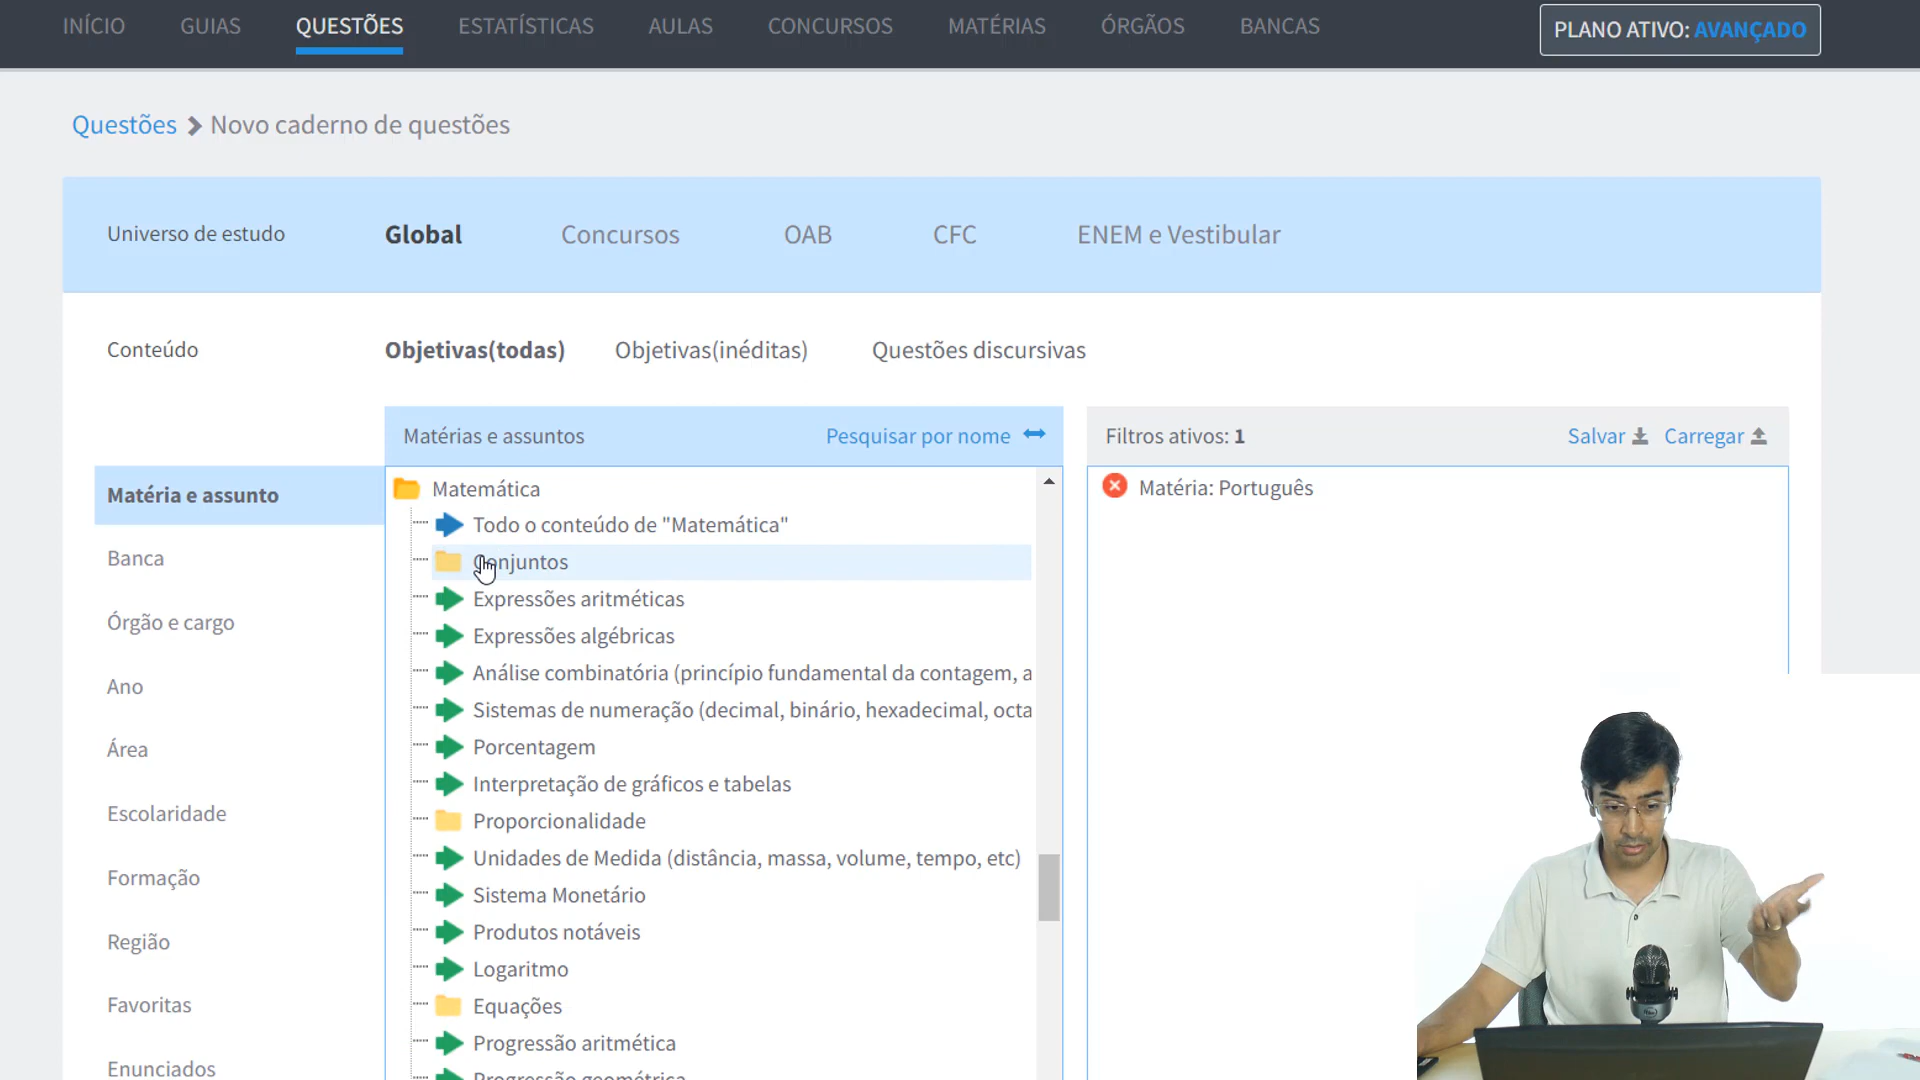 INÍCIO GUIAS QUESTÕES ESTATÍSTICAS AULAS CONCURSOS MATÉRIAS ÓRGÃOS BANCAS PLANO ATIVO: AVANÇADO
Questões Novo caderno de questões
Universo de estudo Global Concursos OAB CFC ENEM e Vestibular
Conteúdo Objetivas(todas) Objetivas(inéditas) Questões discursivas
Matérias e assuntos Pesquisar por nome
Filtros ativos: 1 Salvar Carregar
Matéria e assunto
Banca
Órgão e cargo
Ano
Área
Escolaridade
Formação
Região
Favoritas
Enunciados
Matemática
Todo o conteúdo de "Matemática"
Conjuntos
Expressões aritméticas
Expressões algébricas
Análise combinatória (princípio fundamental da contagem, a
Sistemas de numeração (decimal, binário, hexadecimal, octa
Porcentagem
Interpretação de gráficos e tabelas
Proporcionalidade
Unidades de Medida (distância, massa, volume, tempo, etc)
Sistema Monetário
Produtos notáveis
Logaritmo
Equações
Progressão aritmética
Progressão geométrica
Matéria: Português